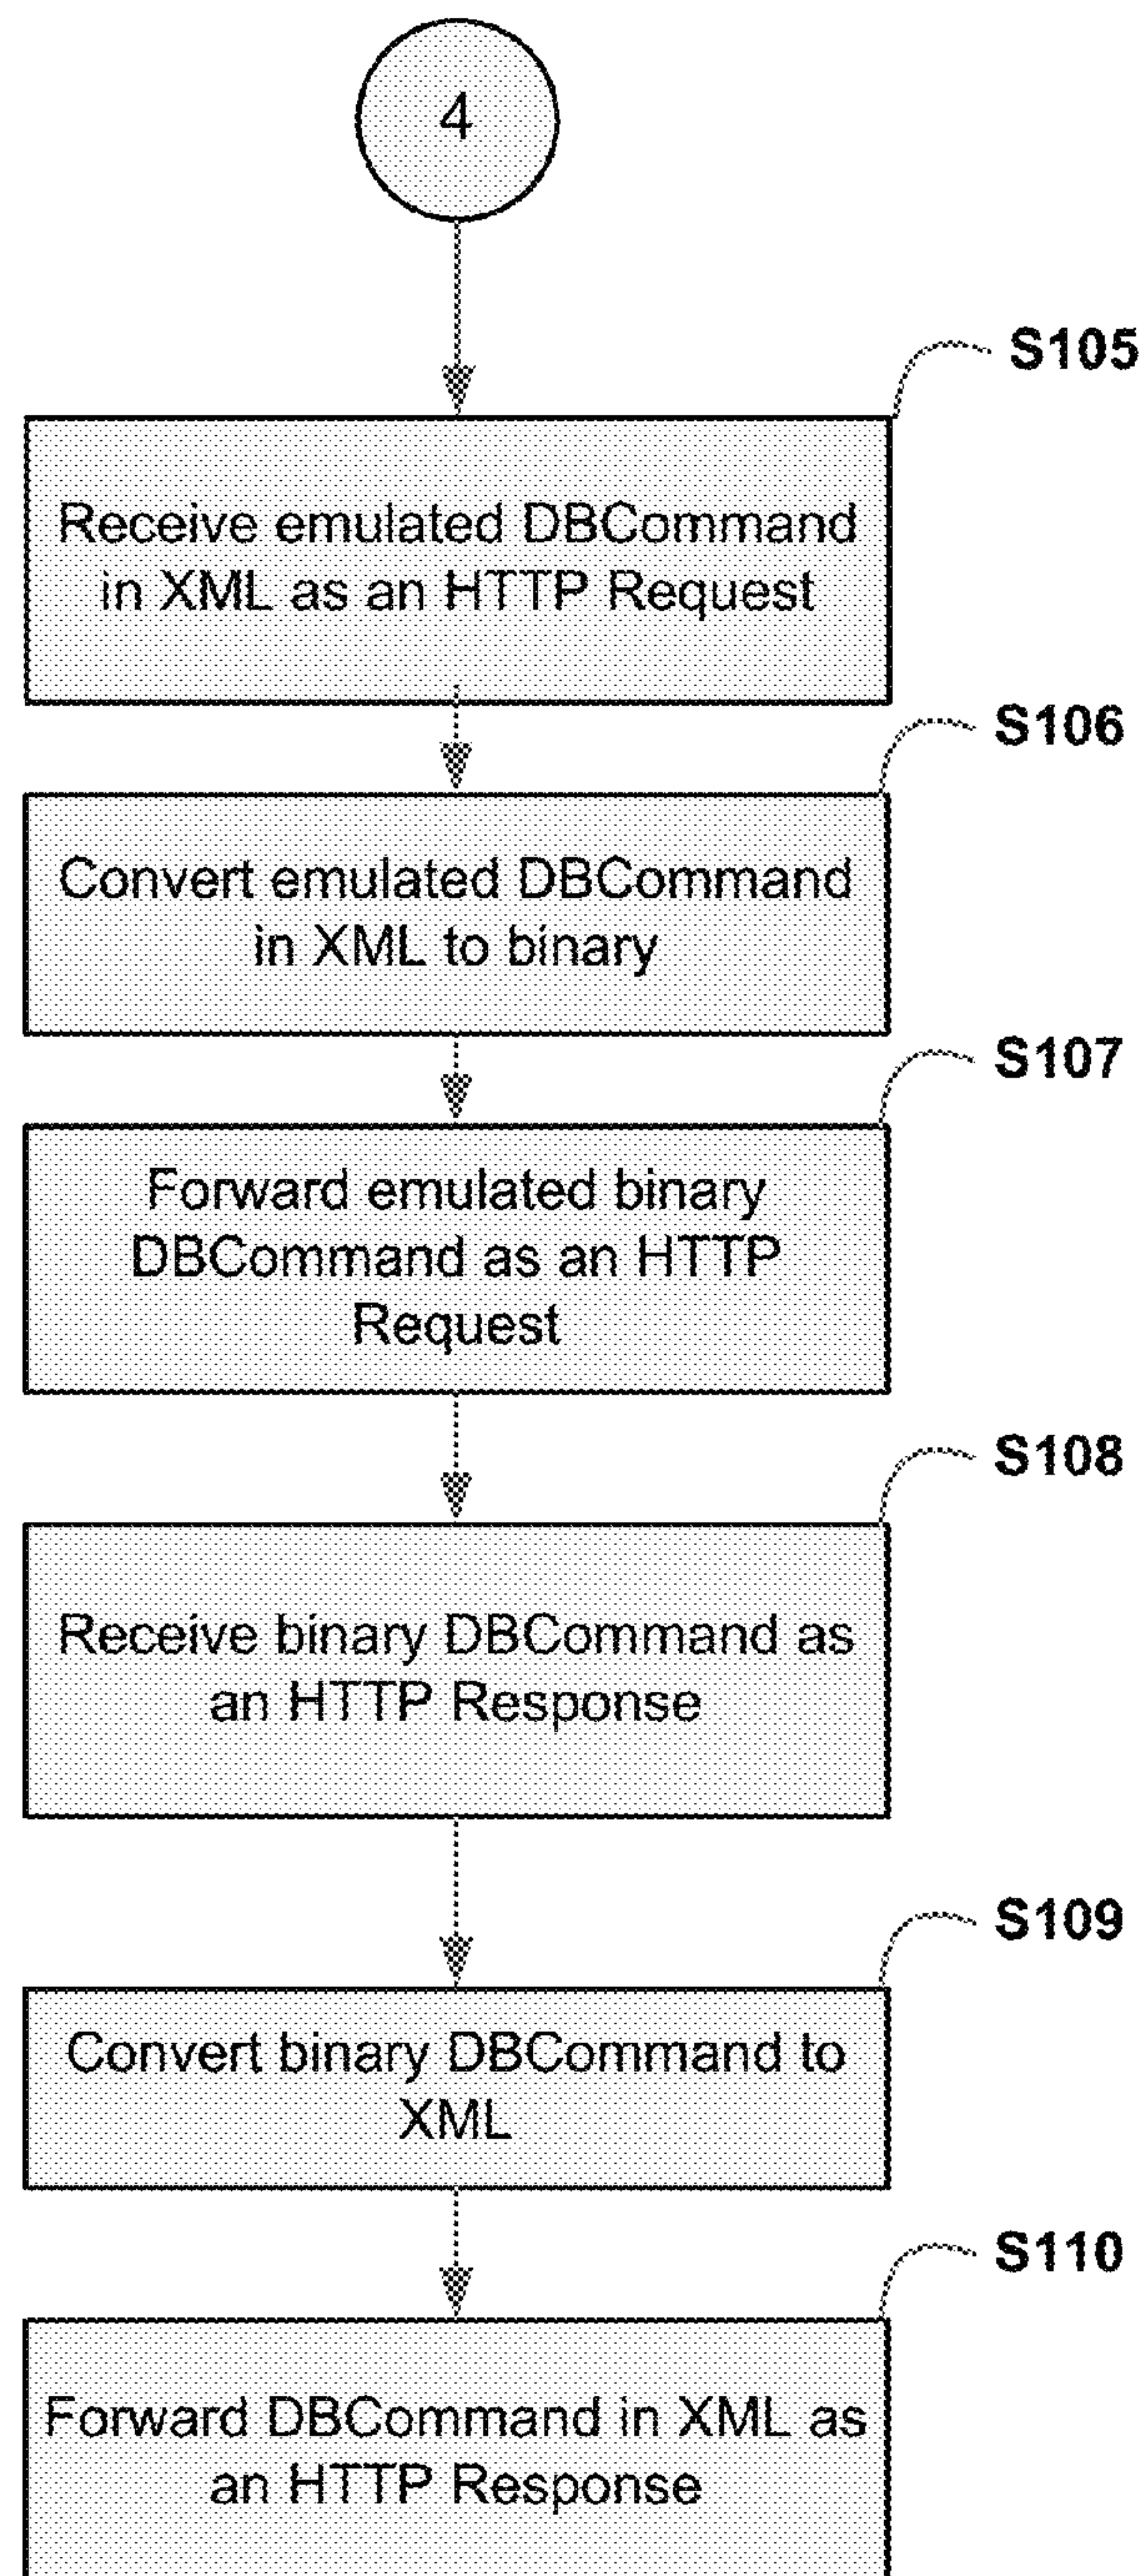 4
S105
Receive emulated DBCommand
in XML as an HTTP Request
S106
Convert emulated DBCommand
in XML to binary
S107
Forward emulated binary
DBCommand as an HTTP
Request
S108
Receive binary DBCommand as
an HTTP Response
S109
Convert binary DBCommand to
XML
S110
Forward DBCommand in XML as
an HTTP Response